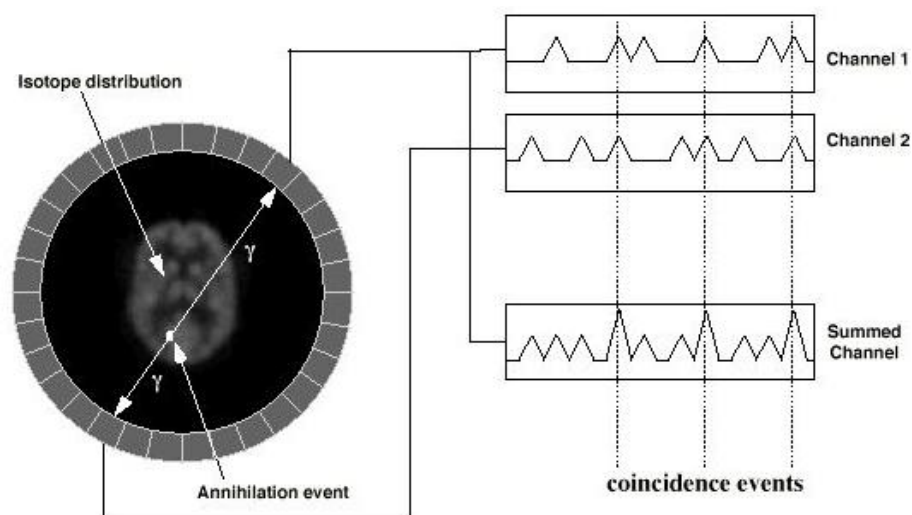 Isotope distribution
γ
γ
Annihilation event
Channel 1
Channel 2
Summed
Channel
coincidence events